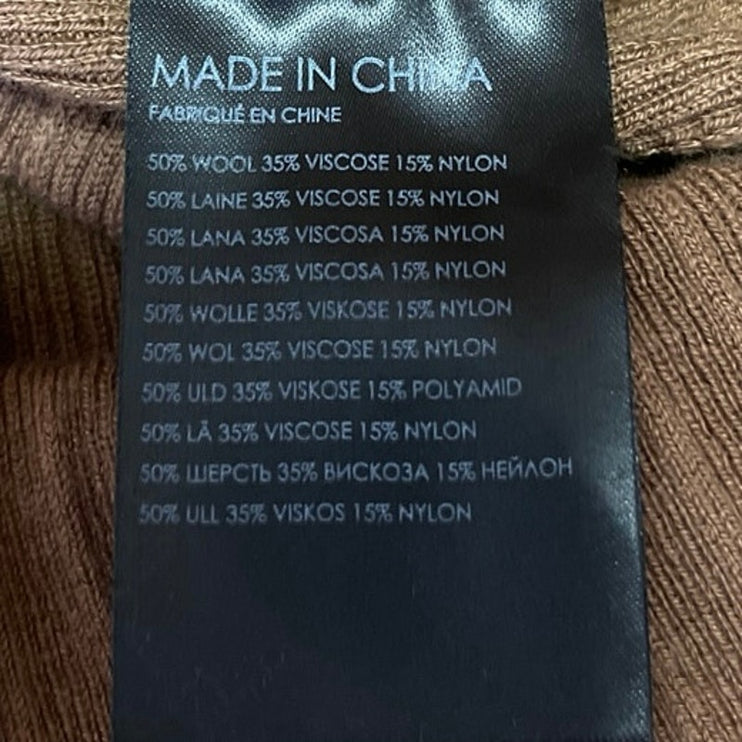 MADE IN CHINA
FABRIQUÉ EN CHINE
50% WOOL 35% VISCOSE 15% NYLON
50% LAINE 35% VISCOSE 15% NYLON
50% LANA 35% VISCOSA 15% NYLON
50% LANA 35% VISCOSA 15% NYLON
50% WOLLE 35% VISKOSE 15% NYLON
50% WOL 35% VISCOSE 15% NYLON
50% ULD 35% VISKOSE 15% POLYAMID
50% LÃ 35% VISCOSE 15% NYLON
50% ШЕРСТЬ 35% ВИСКОЗА 15% НЕЙЛОН
50% ULL 35% VISKOS 15% NYLON